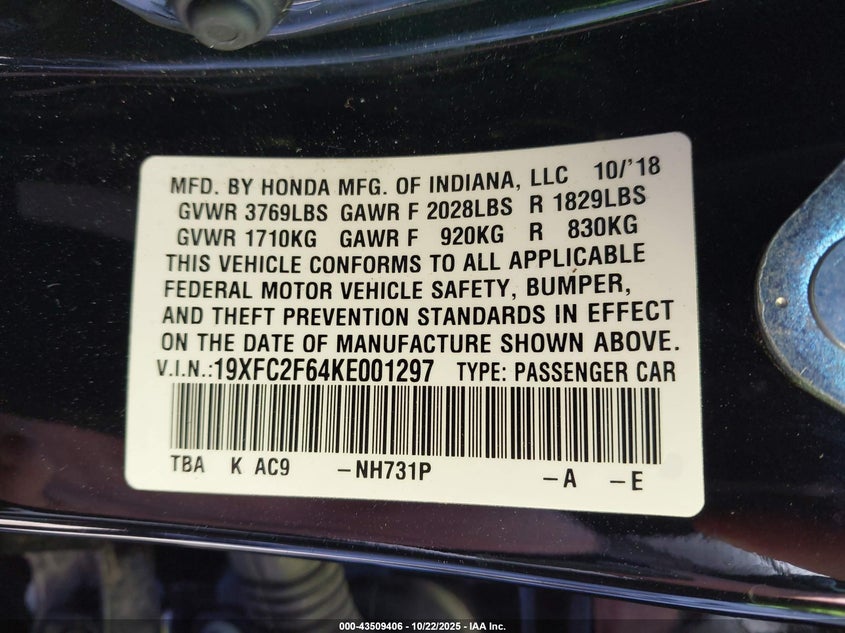 MFD. BY HONDA MFG. OF INDIANA, LLC 10/'18
GVWR 3769LBS GAWR F 2028LBS R 1829LBS
GVWR 1710KG GAWR F 920KG R 830KG
THIS VEHICLE CONFORMS TO ALL APPLICABLE
FEDERAL MOTOR VEHICLE SAFETY, BUMPER,
AND THEFT PREVENTION STANDARDS IN EFFECT
ON THE DATE OF MANUFACTURE SHOWN ABOVE.
V.I.N.:19XFC2F64KE001297 TYPE: PASSENGER CAR
TBA K AC9 -NH731P -A -E
000-43509406 - 10/22/2025 - IAA Inc.